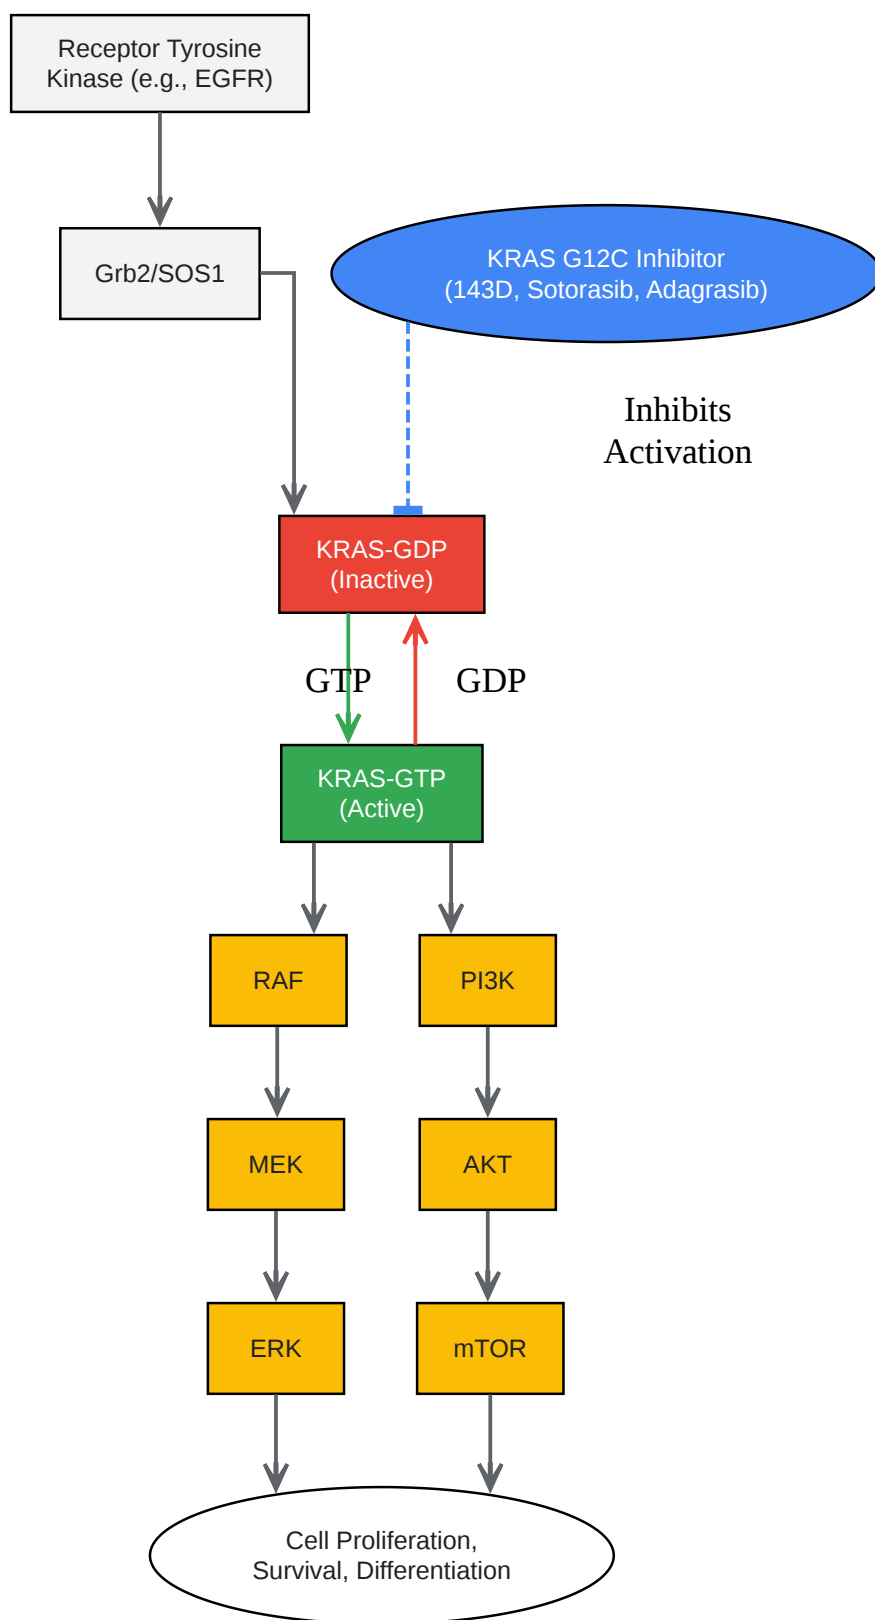 Receptor Tyrosine
Kinase (e.g., EGFR)
Grb2/SOS1
KRAS G12C Inhibitor
(143D, Sotorasib, Adagrasib)
Inhibits
Activation
KRAS-GDP
(Inactive)
GTP
GDP
KRAS-GTP
(Active)
RAF
PI3K
MEK
AKT
ERK
mTOR
Cell Proliferation,
Survival, Differentiation